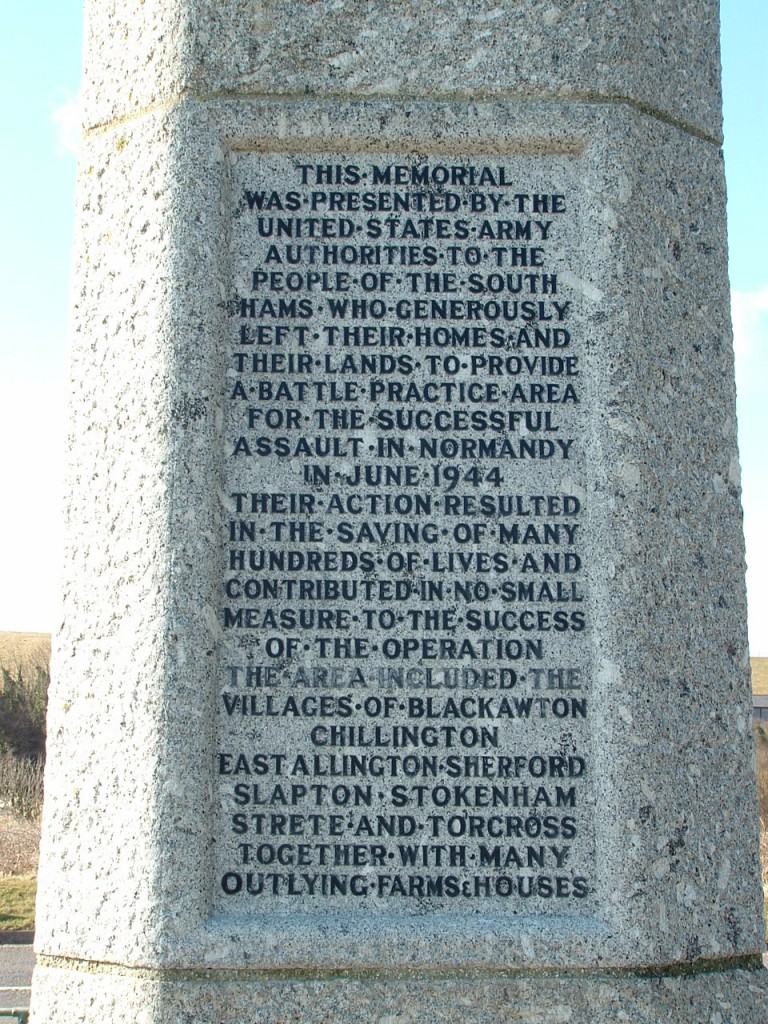 THIS·MEMORIAL
WAS·PRESENTED·BY·THE
UNITED·STATES·ARMY
AUTHORITIES·TO·THE
PEOPLE·OF·THE·SOUTH
HAMS·WHO·GENEROUSLY
LEFT·THEIR·HOMES·AND
THEIR·LANDS·TO·PROVIDE
A·BATTLE·PRACTICE·AREA
FOR·THE·SUCCESSFUL
ASSAULT·IN·NORMANDY
IN·JUNE·1944
THEIR·ACTION·RESULTED
IN·THE·SAVING·OF·MANY
HUNDREDS·OF·LIVES·AND
CONTRIBUTED·IN·NO·SMALL
MEASURE·TO·THE·SUCCESS
OF·THE·OPERATION
THE·AREA·INCLUDED·THE
VILLAGES·OF·BLACKAWTON
CHILLINGTON
EAST ALLINGTON·SHERFORD
SLAPTON·STOKENHAM
STRETE·AND·TORCROSS
TOGETHER·WITH·MANY
OUTLYING·FARMS&HOUSES